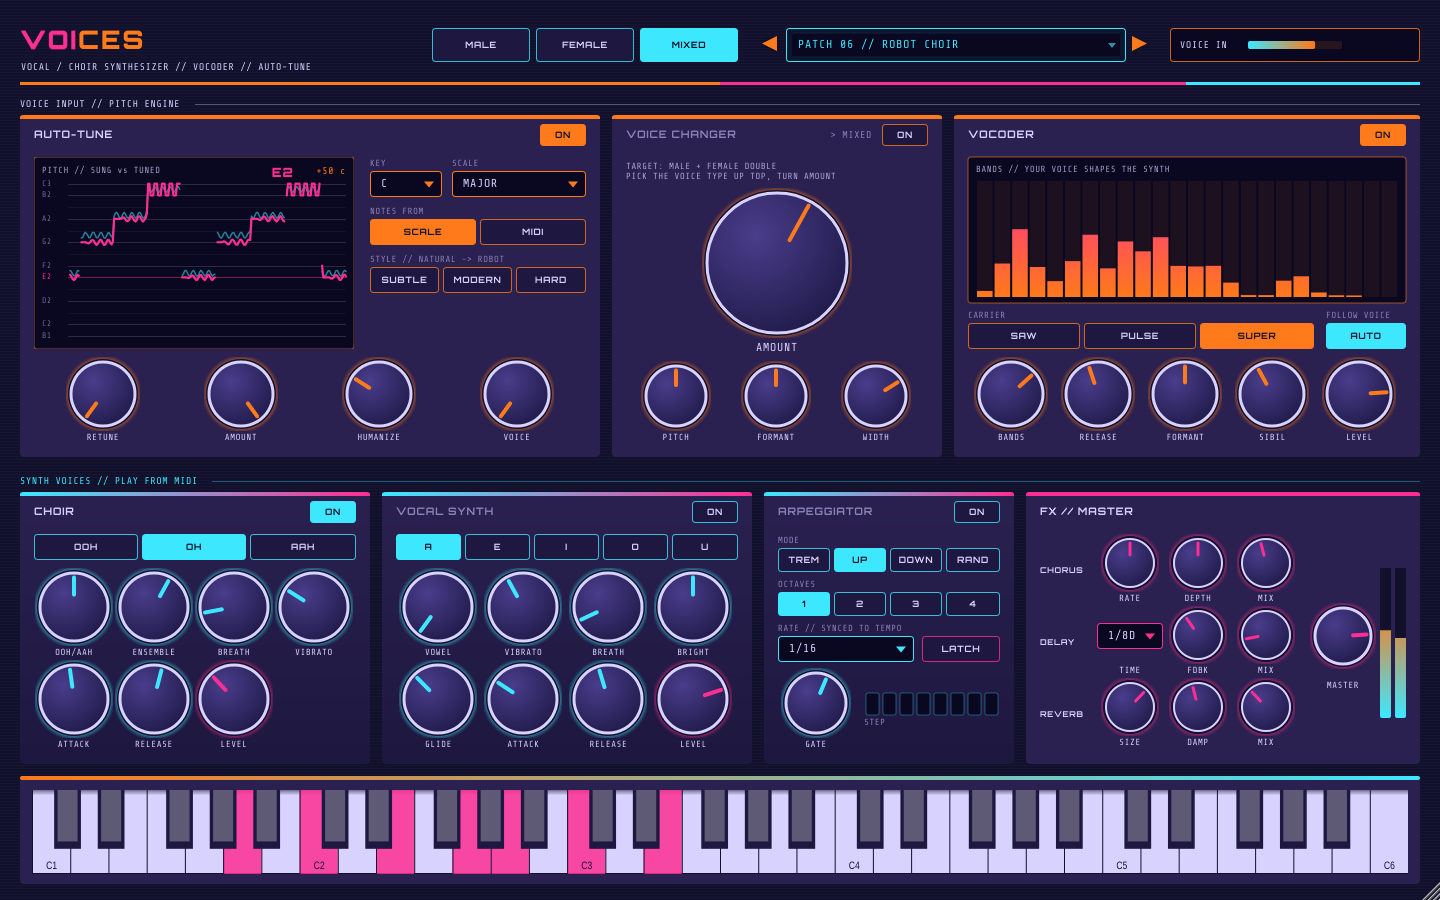 VOICES
MALE FEMALE MIXED
PATCH 06 // ROBOT CHOIR
VOICE IN
VOCAL / CHOIR SYNTHESIZER // VOCODER // AUTO-TUNE
VOICE INPUT // PITCH ENGINE
AUTO-TUNE ON
PITCH // SUNG vs TUNED E2 +50 c
C3
B2
A2
G2
F2
E2
D2
C2
B1
KEY SCALE
C MAJOR
NOTES FROM
SCALE MIDI
STYLE // NATURAL -> ROBOT
SUBTLE MODERN HARD
RETUNE AMOUNT HUMANIZE VOICE
VOICE CHANGER > MIXED ON
TARGET: MALE + FEMALE DOUBLE
PICK THE VOICE TYPE UP TOP, TURN AMOUNT
AMOUNT
PITCH FORMANT WIDTH
VOCODER ON
BANDS // YOUR VOICE SHAPES THE SYNTH
CARRIER FOLLOW VOICE
SAW PULSE SUPER AUTO
BANDS RELEASE FORMANT SIBIL LEVEL
SYNTH VOICES // PLAY FROM MIDI
CHOIR ON
OOH OH AAH
OOH/AAH ENSEMBLE BREATH VIBRATO
ATTACK RELEASE LEVEL
VOCAL SYNTH ON
A E I O U
VOWEL VIBRATO BREATH BRIGHT
GLIDE ATTACK RELEASE LEVEL
ARPEGGIATOR ON
MODE
TREM UP DOWN RAND
OCTAVES
1 2 3 4
RATE // SYNCED TO TEMPO
1/16 LATCH
STEP
GATE
FX // MASTER
CHORUS
RATE DEPTH MIX
DELAY 1/8D
TIME FDBK MIX
MASTER
REVERB
SIZE DAMP MIX
C1 C2 C3 C4 C5 C6